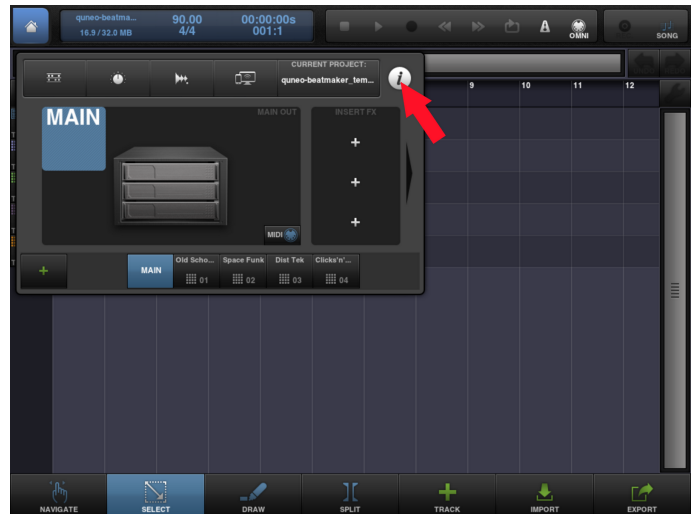 quneo-beatma...
90.00
00:00:00s
16.9 / 32.0 MB
4/4
001:1
OMNI
SONG
CURRENT PROJECT:
quneo-beatmaker_tem...
i
9
10
11
12
MAIN
MAIN OUT
INSERT FX
MIDI
MAIN
Old Scho...
Space Funk
Dist Tek
Clicks'n'...
01
02
03
04
NAVIGATE
SELECT
DRAW
SPLIT
TRACK
IMPORT
EXPORT